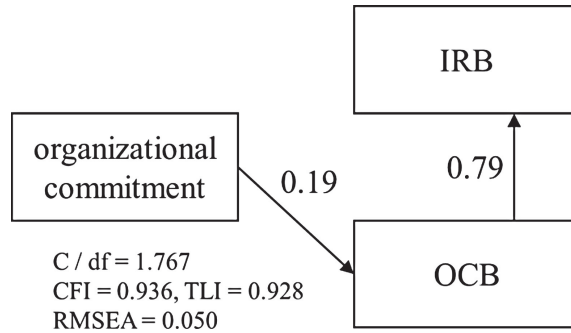 IRB
organizational
commitment
0.19
0.79
OCB
C / df = 1.767
CFI = 0.936, TLI = 0.928
RMSEA = 0.050